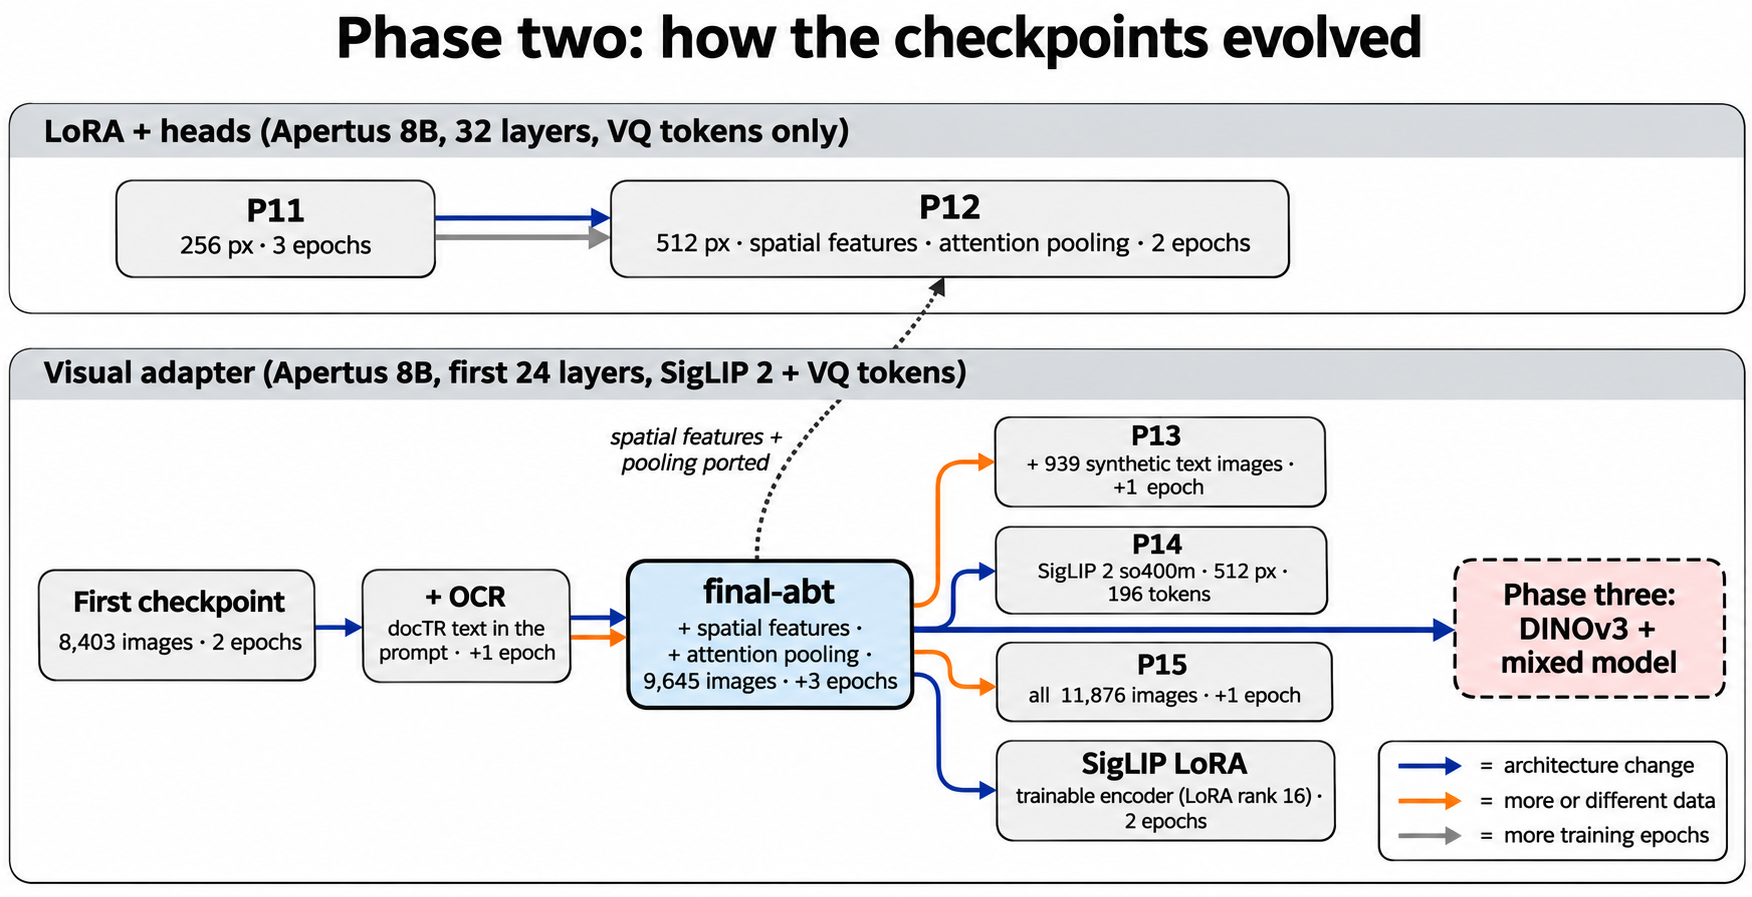 Phase two: how the checkpoints evolved
LoRA + heads (Apertus 8B, 32 layers, VQ tokens only)
P11
256 px · 3 epochs
P12
512 px · spatial features · attention pooling · 2 epochs
Visual adapter (Apertus 8B, first 24 layers, SigLIP 2 + VQ tokens)
spatial features +
pooling ported
First checkpoint
8,403 images · 2 epochs
+ OCR
docTR text in the
prompt · +1 epoch
final-abt
+ spatial features ·
+ attention pooling ·
9,645 images · +3 epochs
P13
+ 939 synthetic text images ·
+1 epoch
P14
SigLIP 2 so400m · 512 px ·
196 tokens
P15
all 11,876 images · +1 epoch
SigLIP LoRA
trainable encoder (LoRA rank 16) ·
2 epochs
Phase three:
DINOv3 +
mixed model
= architecture change
= more or different data
= more training epochs